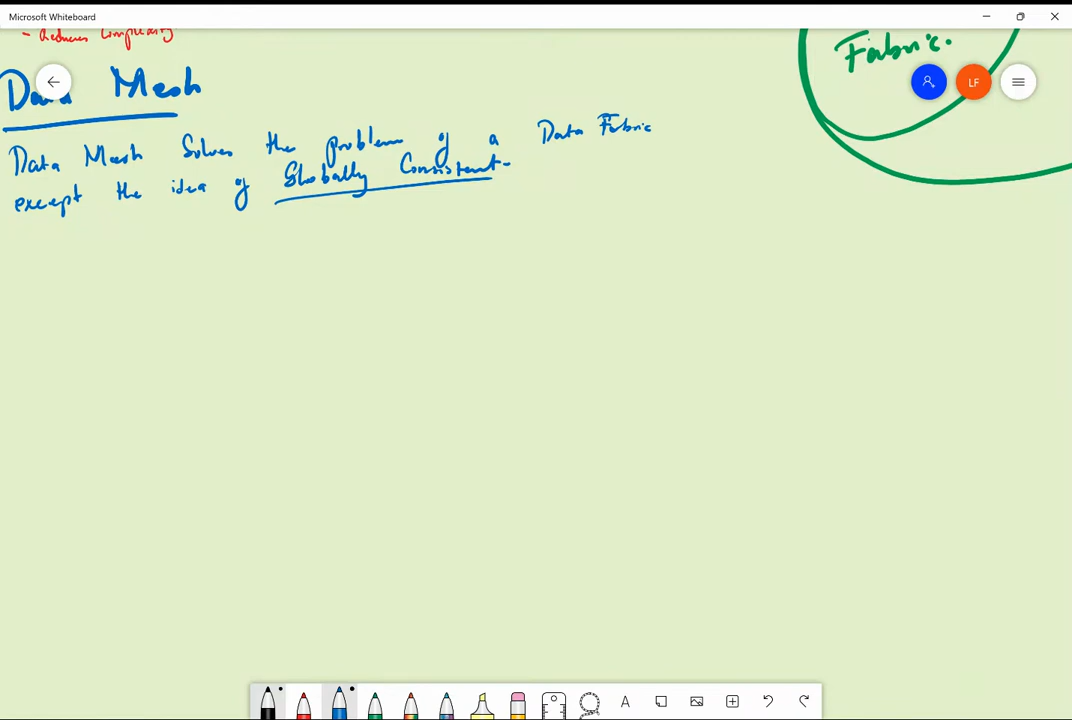 Microsoft Whiteboard
- Reduces Complexity
Fabric.
Data Mesh
LF
Data Mesh Solves the problem of a Data Fabric
except the idea of Globally Consistent
A